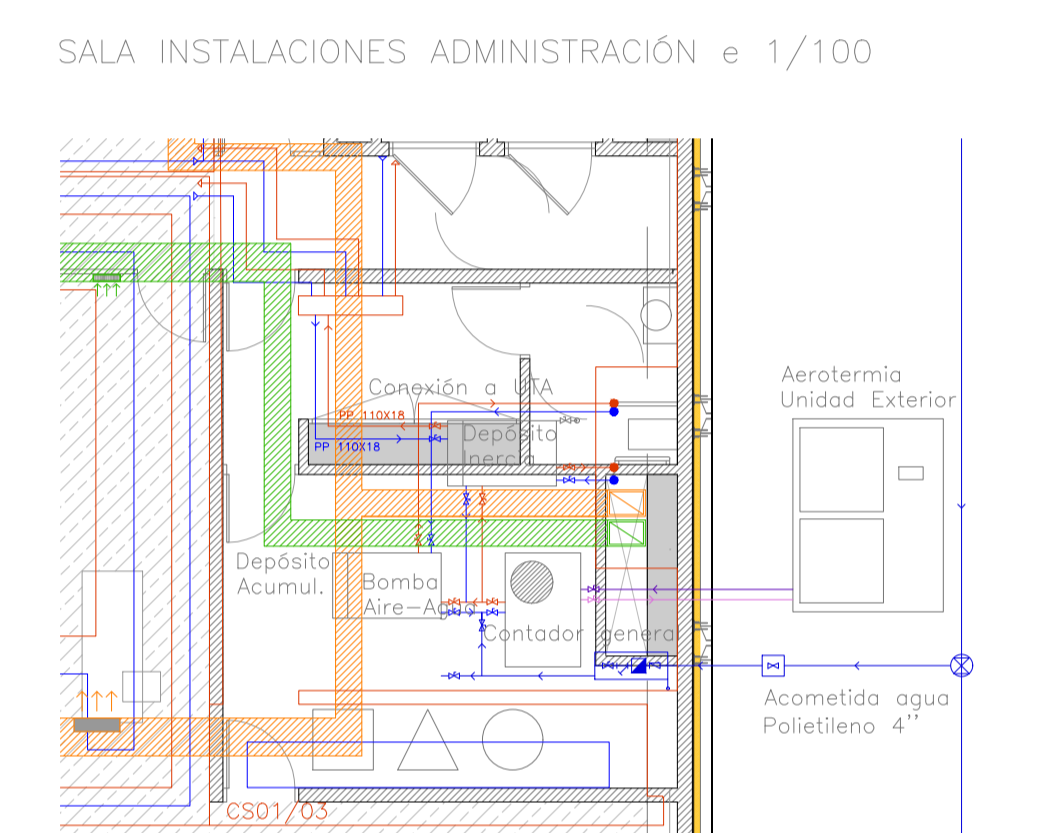 SALA INSTALACIONES ADMINISTRACIÓN e 1/100
Aerotermia
Unidad Exterior
Conexión a UTA
PP 110X18
PP 110X18
Depósito
Inercia
Depósito
Acumul.
Bomba
Aire-Agua
Contador general
Acometida agua
Polietileno 4''
CS01/03